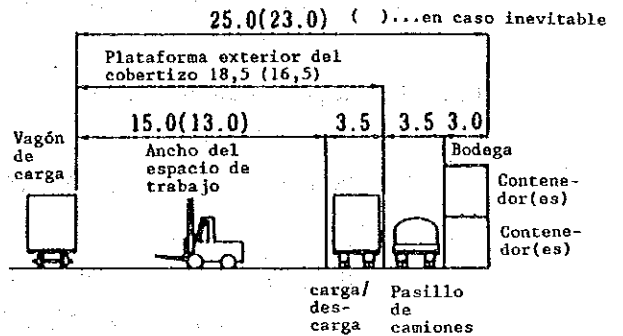 25.0(23.0) ( )...en caso inevitable
Plataforma exterior del
cobertizo 18,5 (16,5)
15.0(13.0) 3.5 3.5 3.0
Vagón
de
carga
Ancho del
espacio de
trabajo
Bodega
Contene-
dor(es)
Contene-
dor(es)
carga/
des-
carga
Pasillo
de
camiones